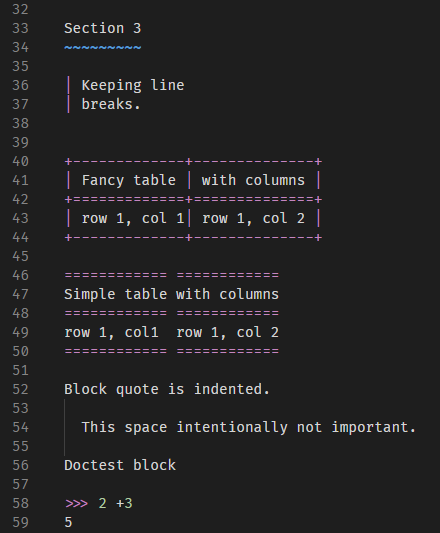 32
33 Section 3
34 ~~~~~~~~~
35
36 | Keeping line
37 | breaks.
38
39
40 +-------------+--------------+
41 | Fancy table | with columns |
42 +=============+==============+
43 | row 1, col 1| row 1, col 2 |
44 +-------------+--------------+
45
46 ============ ============
47 Simple table with columns
48 ============ ============
49 row 1, col1  row 1, col 2
50 ============ ============
51
52 Block quote is indented.
53
54   This space intentionally not important.
55
56 Doctest block
57
58 >>> 2 +3
59 5